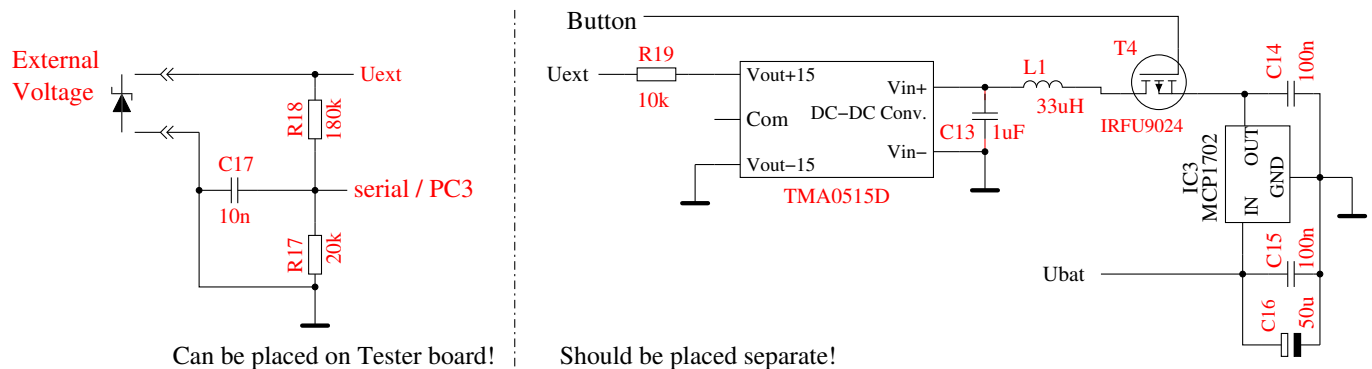 External
Voltage
Uext
R18
180k
C17
10n
serial / PC3
R17
20k
Can be placed on Tester board!
Button
Uext
R19
10k
Vout+15
Com
Vout−15
Vin+
DC−DC Conv.
Vin−
TMA0515D
C13
1uF
L1
33uH
T4
IRFU9024
C14
100n
IC3
MCP1702
OUT
GND
IN
C15
100n
Ubat
C16
50u
Should be placed separate!